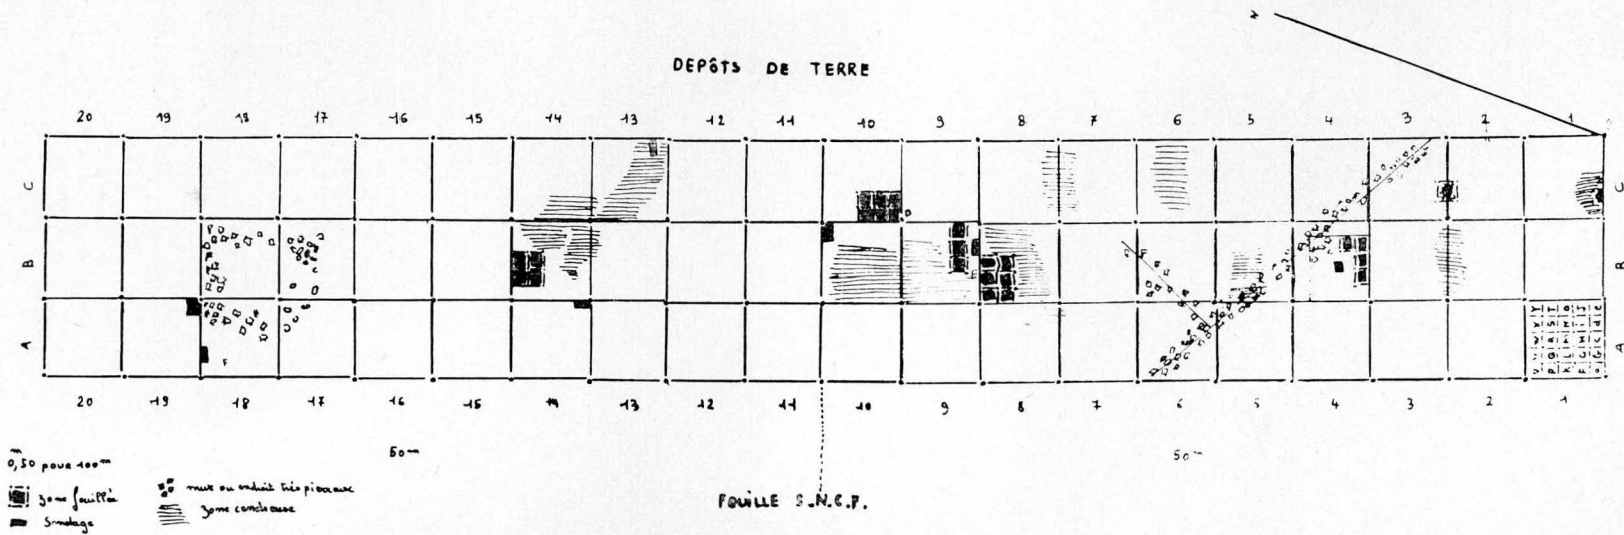 N
DEPÔTS DE TERRE
20 19 18 17 16 15 14 13 12 11 10 9 8 7 6 5 4 3 2 1
C C
B B
A A
F
V U W X Y
P Q R S T
K L M N O
F G H I J
20 19 18 17 16 15 14 13 12 11 10 9 8 7 6 5 4 3 2 1
50m 50m
0,50 pour 100m
zone fouillée
mur ou endroit très pierreux
Sondage
FOUILLE S.N.C.F.